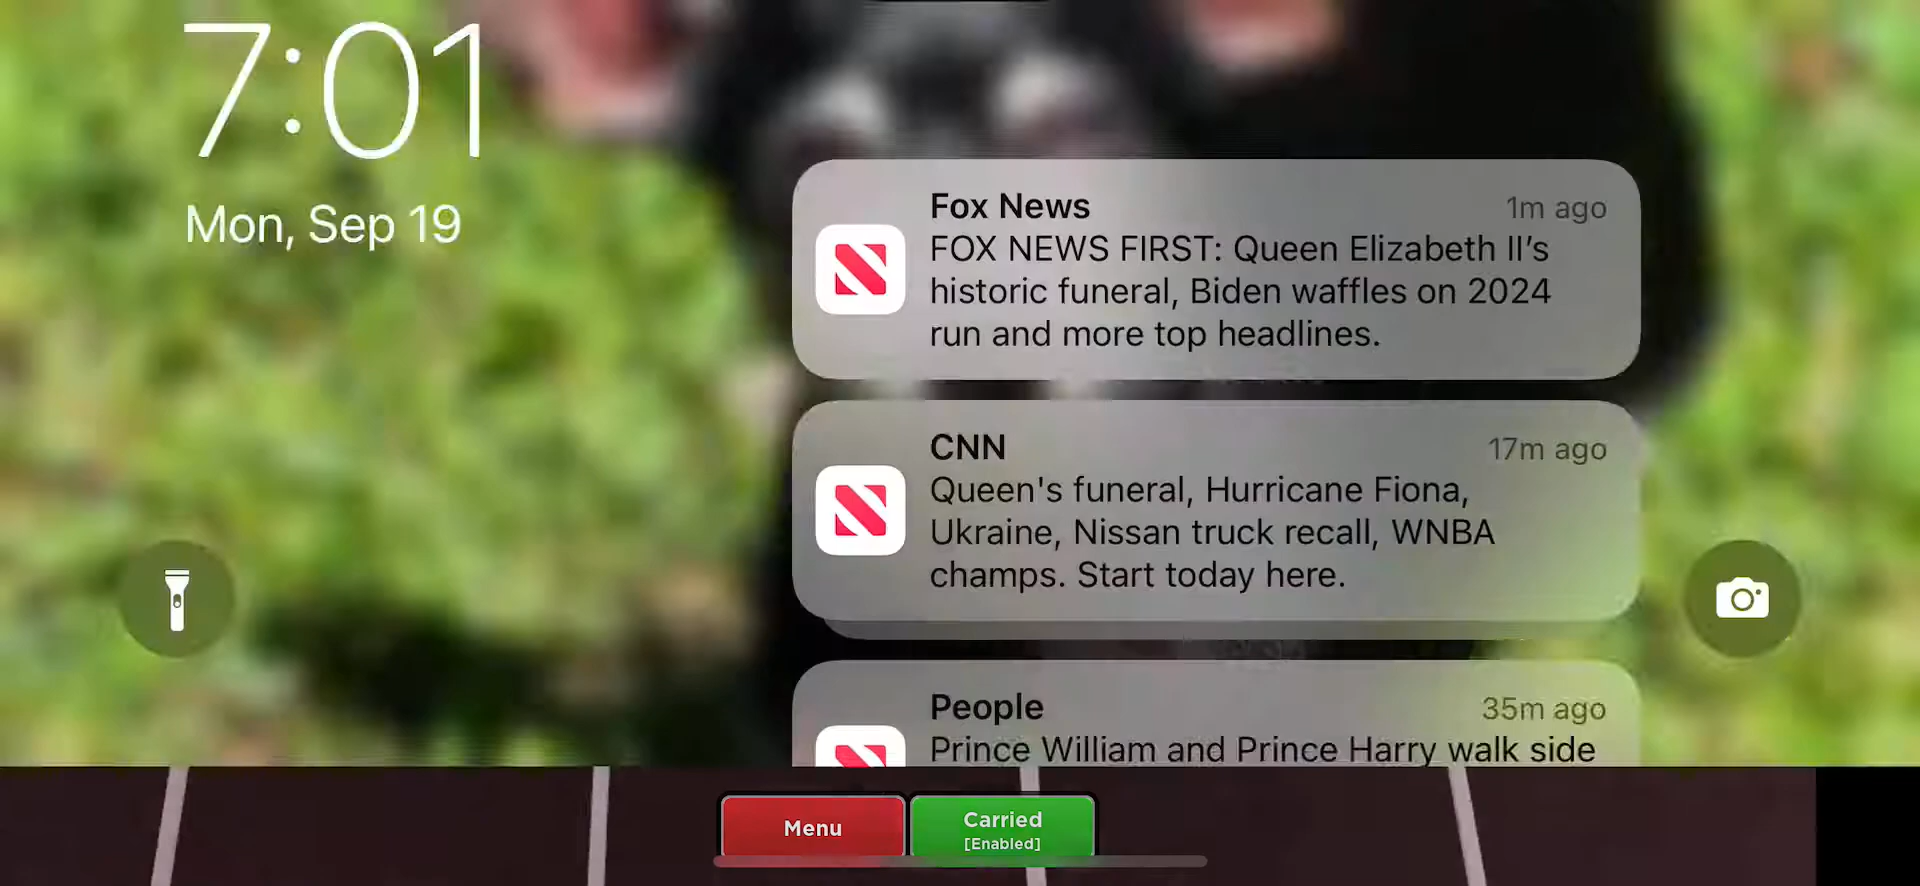 7:01
Mon, Sep 19
Fox News
1m ago
FOX NEWS FIRST: Queen Elizabeth II’s
historic funeral, Biden waffles on 2024
run and more top headlines.
CNN
17m ago
Queen's funeral, Hurricane Fiona,
Ukraine, Nissan truck recall, WNBA
champs. Start today here.
People
35m ago
Prince William and Prince Harry walk side
Menu
Carried
[Enabled]